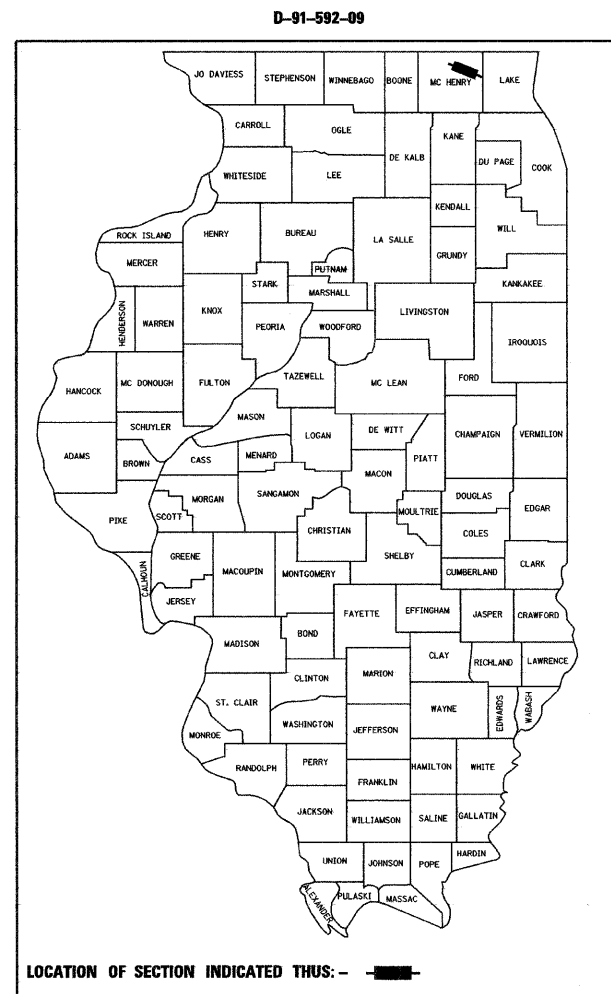 D-91-592-09
JO DAVIESS
STEPHENSON
WINNEBAGO
BOONE
MC HENRY
LAKE
CARROLL
OGLE
DE KALB
KANE
DU PAGE
COOK
WHITESIDE
LEE
KENDALL
WILL
ROCK ISLAND
HENRY
BUREAU
LA SALLE
GRUNDY
MERCER
PUTNAM
STARK
MARSHALL
KANKAKEE
HENDERSON
WARREN
KNOX
PEORIA
WOODFORD
LIVINGSTON
IROQUOIS
FORD
HANCOCK
MC DONOUGH
FULTON
TAZEWELL
MC LEAN
SCHUYLER
MASON
LOGAN
DE WITT
PIATT
CHAMPAIGN
VERMILION
ADAMS
BROWN
CASS
MENARD
MACON
PIKE
SCOTT
MORGAN
SANGAMON
CHRISTIAN
MOULTRIE
DOUGLAS
COLES
EDGAR
CALHOUN
GREENE
MACOUPIN
MONTGOMERY
SHELBY
CUMBERLAND
CLARK
JERSEY
FAYETTE
EFFINGHAM
JASPER
CRAWFORD
MADISON
BOND
CLAY
RICHLAND
LAWRENCE
CLINTON
MARION
ST. CLAIR
WASHINGTON
JEFFERSON
WAYNE
EDWARDS
WABASH
MONROE
RANDOLPH
PERRY
FRANKLIN
HAMILTON
WHITE
JACKSON
WILLIAMSON
SALINE
GALLATIN
UNION
JOHNSON
POPE
HARDIN
ALEXANDER
PULASKI
MASSAC
LOCATION OF SECTION INDICATED THUS: -